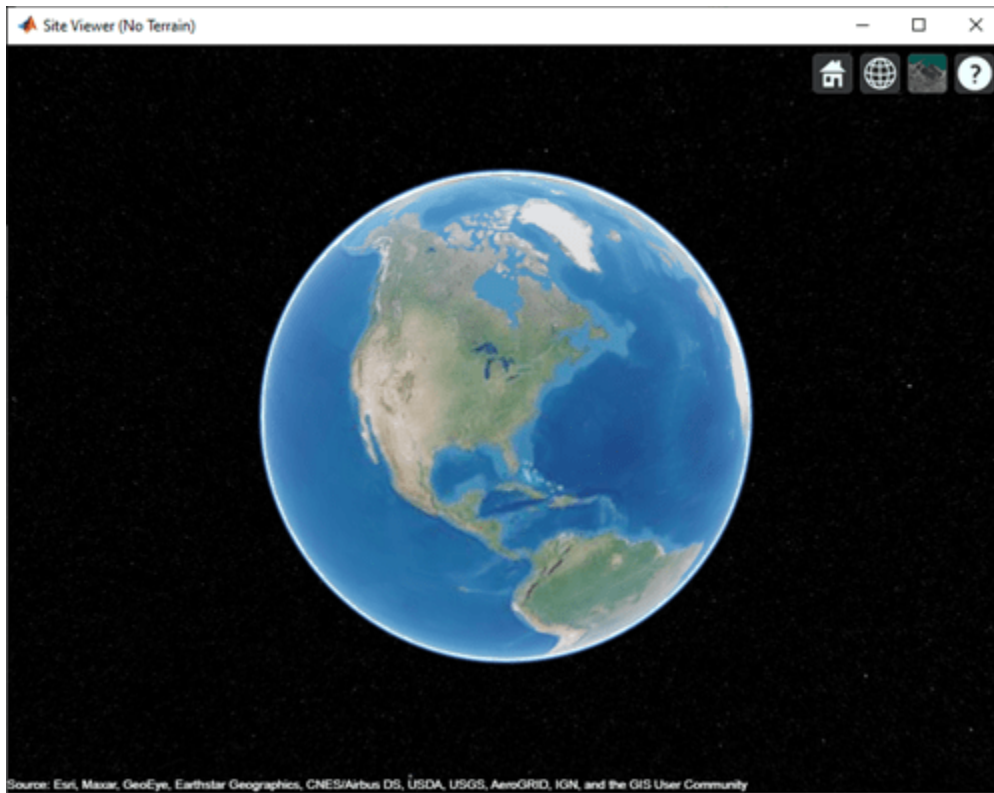 Site Viewer (No Terrain)
?
Source: Esri, Maxar, GeoEye, Earthstar Geographics, CNES/Airbus DS, USDA, USGS, AeroGRID, IGN, and the GIS User Community